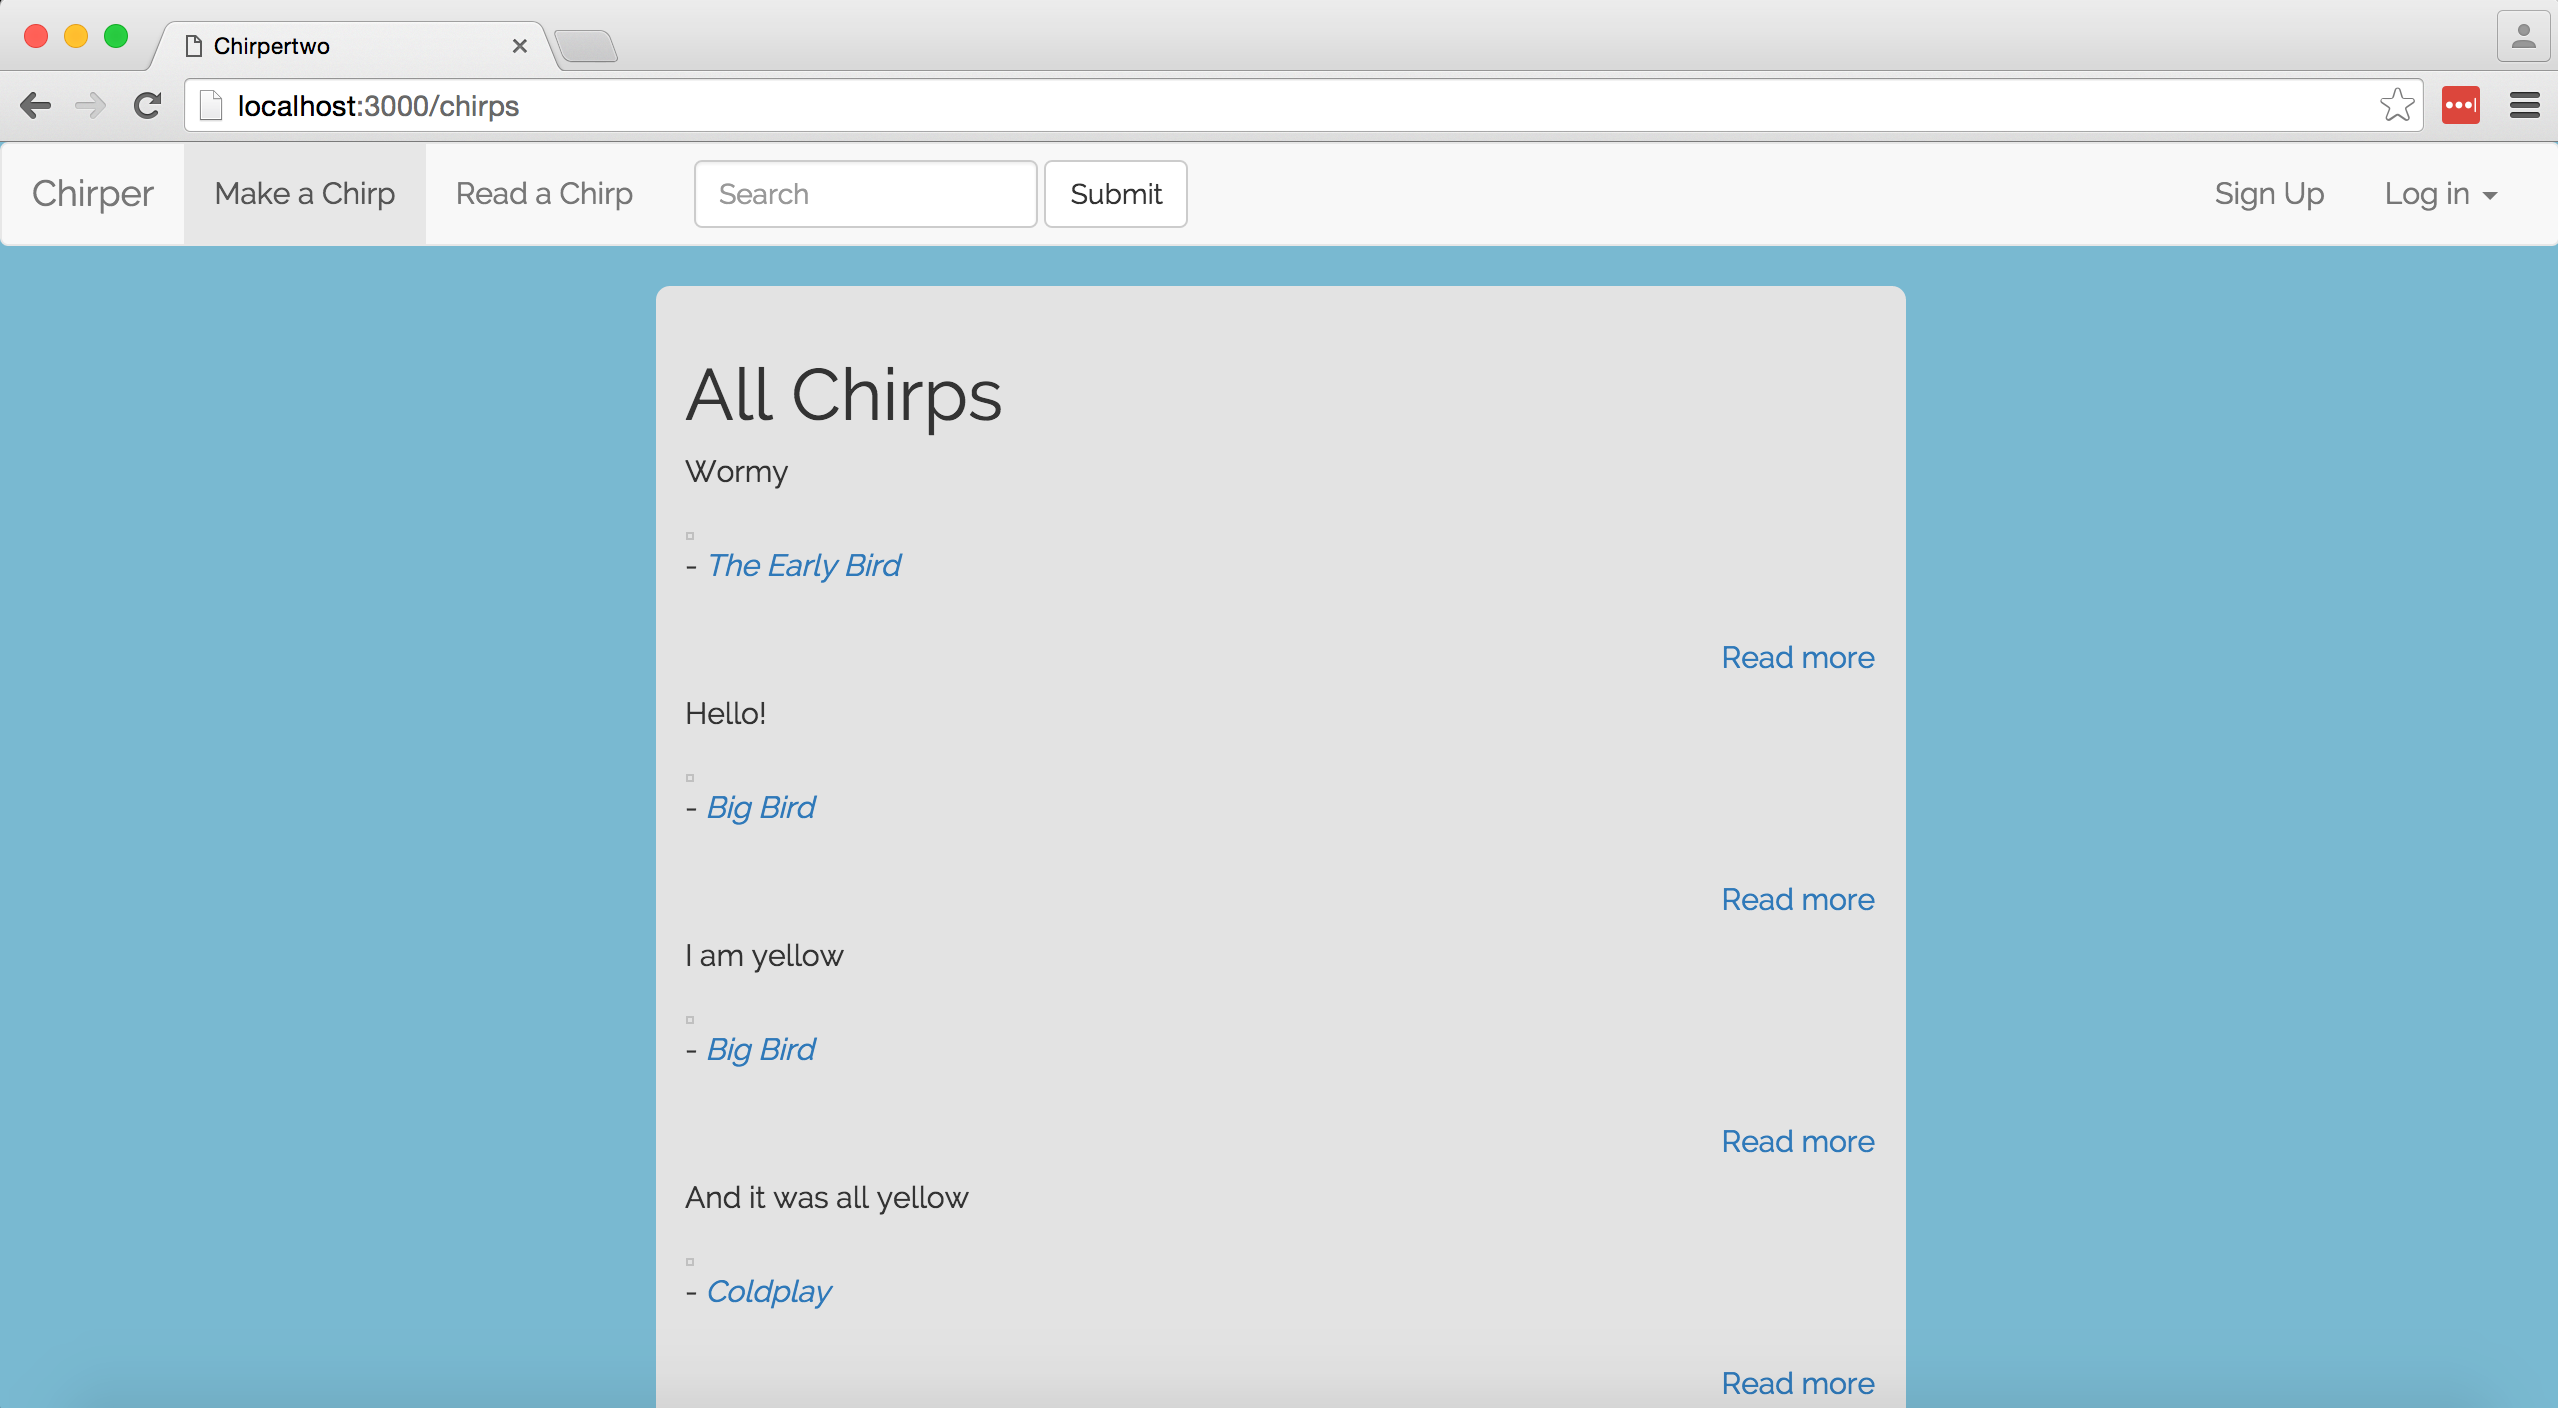 Chirpertwo
localhost:3000/chirps
Chirper Make a Chirp Read a Chirp Search Submit Sign Up Log in
All Chirps
Wormy
- The Early Bird
Read more
Hello!
- Big Bird
Read more
I am yellow
- Big Bird
Read more
And it was all yellow
- Coldplay
Read more